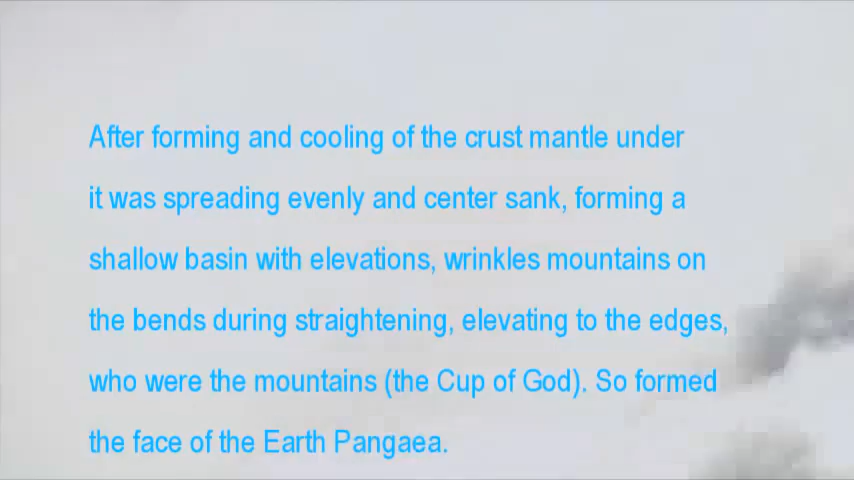 After forming and cooling of the crust mantle under
it was spreading evenly and center sank, forming a
shallow basin with elevations, wrinkles mountains on
the bends during straightening, elevating to the edges,
who were the mountains (the Cup of God). So formed
the face of the Earth Pangaea.